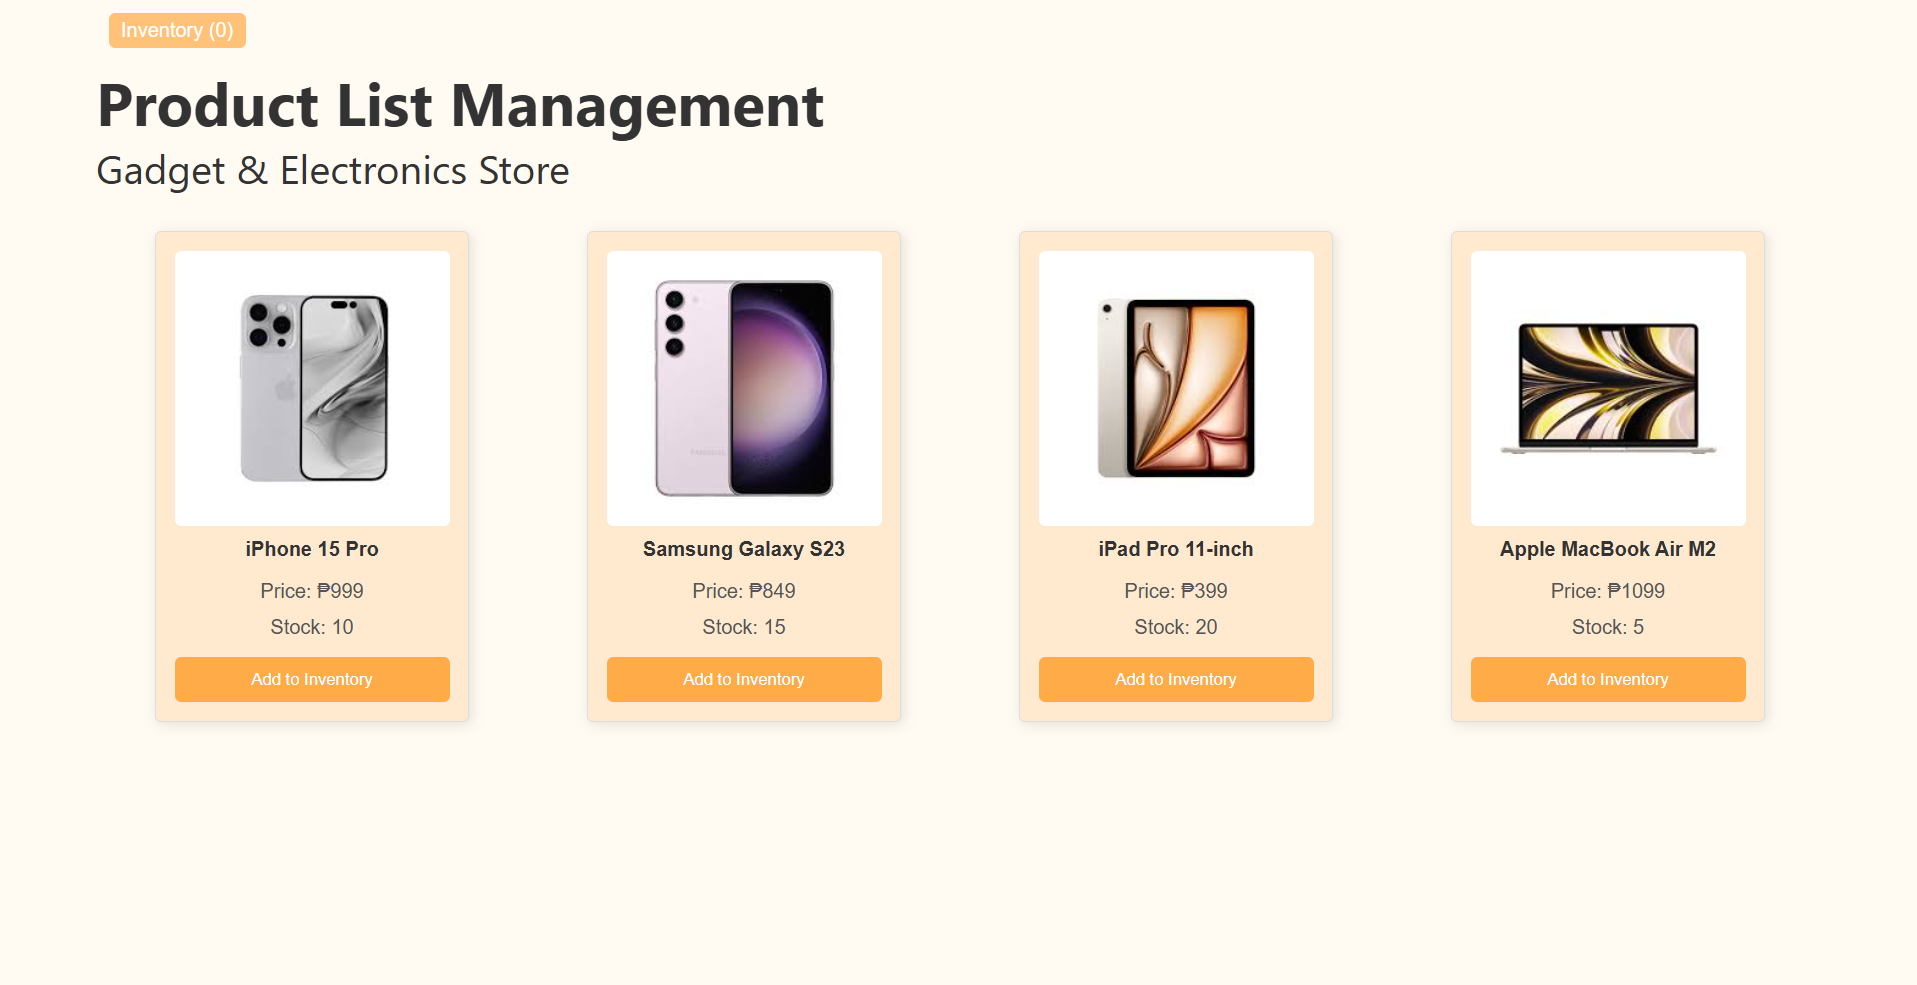 Inventory (0)
Product List Management
Gadget & Electronics Store
SAMSUNG
iPhone 15 Pro
Price: ₱999
Stock: 10
Add to Inventory
Samsung Galaxy S23
Price: ₱849
Stock: 15
Add to Inventory
iPad Pro 11-inch
Price: ₱399
Stock: 20
Add to Inventory
Apple MacBook Air M2
Price: ₱1099
Stock: 5
Add to Inventory